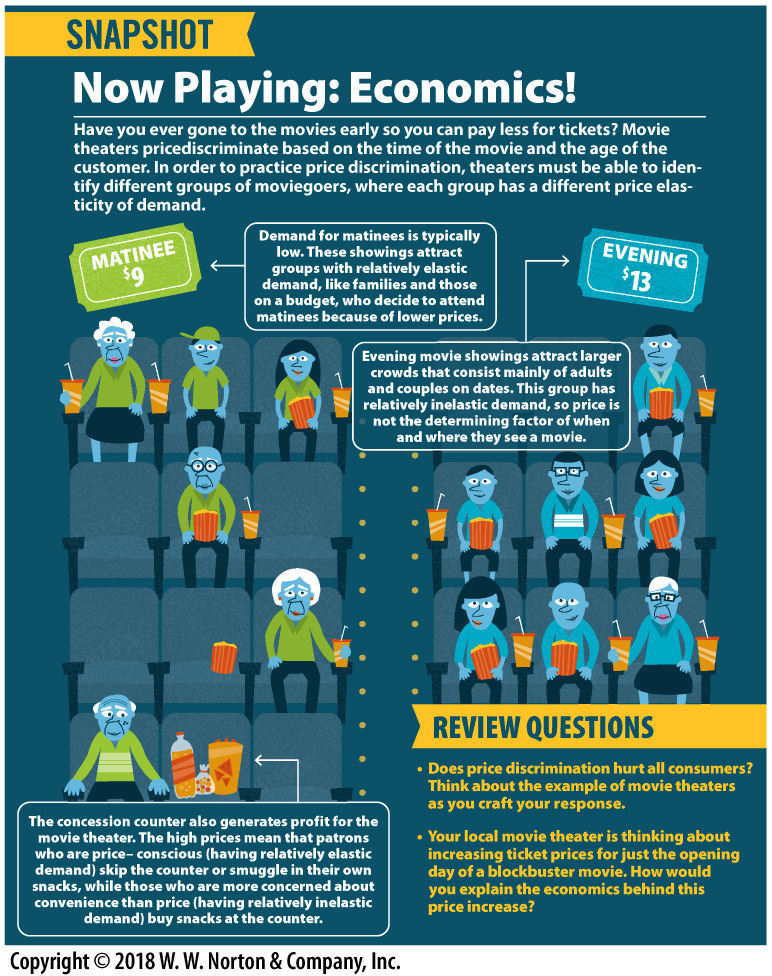 SNAPSHOT
Now Playing: Economics!
Have you ever gone to the movies early so you can pay less for tickets? Movie
theaters pricediscriminate based on the time of the movie and the age of the
customer. In order to practice price discrimination, theaters must be able to iden-
tify different groups of moviegoers, where each group has a different price elas-
ticity of demand.
MATINEE
$9
Demand for matinees is typically
low. These showings attract
groups with relatively elastic
demand, like families and those
on a budget, who decide to attend
matinees because of lower prices.
EVENING
$13
Evening movie showings attract larger
crowds that consist mainly of adults
and couples on dates. This group has
relatively inelastic demand, so price is
not the determining factor of when
and where they see a movie.
The concession counter also generates profit for the
movie theater. The high prices mean that patrons
who are price– conscious (having relatively elastic
demand) skip the counter or smuggle in their own
snacks, while those who are more concerned about
convenience than price (having relatively inelastic
demand) buy snacks at the counter.
REVIEW QUESTIONS
• Does price discrimination hurt all consumers?
Think about the example of movie theaters
as you craft your response.
• Your local movie theater is thinking about
increasing ticket prices for just the opening
day of a blockbuster movie. How would
you explain the economics behind this
price increase?
Copyright © 2018 W. W. Norton & Company, Inc.